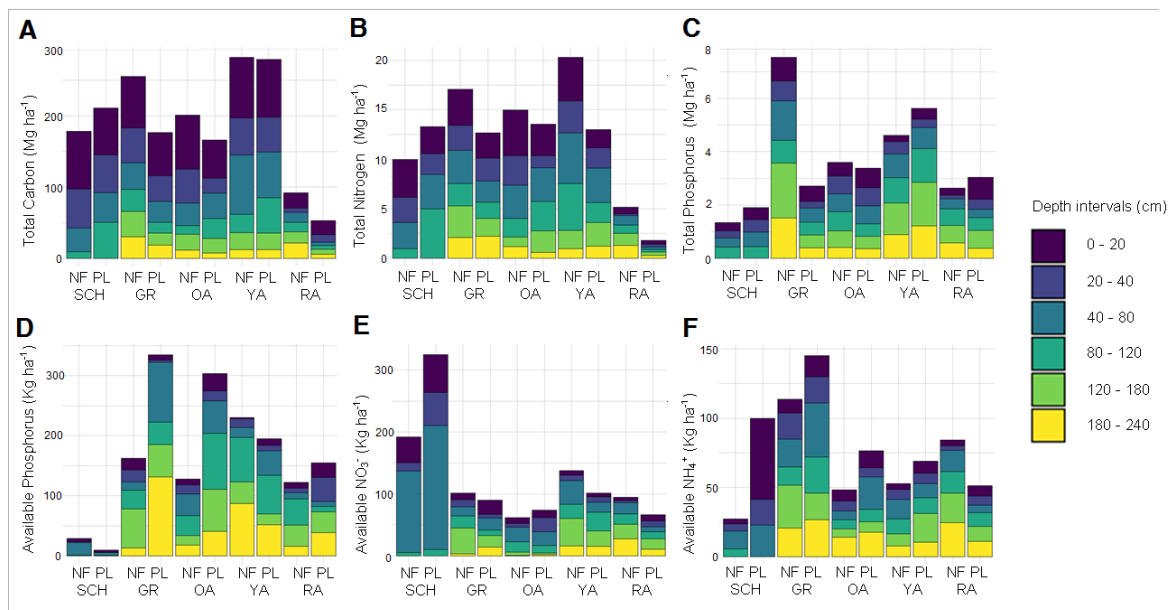 A
Total Carbon (Mg ha-1)
300
200
100
0
NF PL NF PL NF PL NF PL NF PL
SCH GR OA YA RA
B
Total Nitrogen (Mg ha-1)
20
15
10
5
0
NF PL NF PL NF PL NF PL NF PL
SCH GR OA YA RA
C
Total Phosphorus (Mg ha-1)
8
6
4
2
0
NF PL NF PL NF PL NF PL NF PL
SCH GR OA YA RA
Depth intervals (cm)
0 - 20
20 - 40
40 - 80
80 - 120
120 - 180
180 - 240
D
Available Phosphorus (Kg ha-1)
300
200
100
0
NF PL NF PL NF PL NF PL NF PL
SCH GR OA YA RA
E
Available NO3- (Kg ha-1)
300
200
100
0
NF PL NF PL NF PL NF PL NF PL
SCH GR OA YA RA
F
Available NH4+ (Kg ha-1)
150
100
50
0
NF PL NF PL NF PL NF PL NF PL
SCH GR OA YA RA